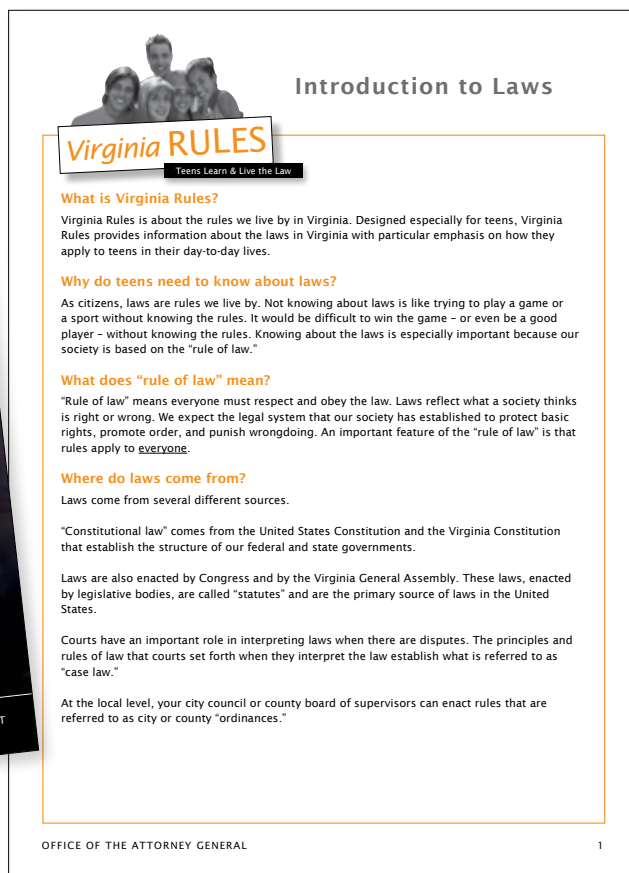 Introduction to Laws
Virginia RULES
Teens Learn & Live the Law
What is Virginia Rules?
Virginia Rules is about the rules we live by in Virginia. Designed especially for teens, Virginia
Rules provides information about the laws in Virginia with particular emphasis on how they
apply to teens in their day-to-day lives.
Why do teens need to know about laws?
As citizens, laws are rules we live by. Not knowing about laws is like trying to play a game or
a sport without knowing the rules. It would be difficult to win the game – or even be a good
player – without knowing the rules. Knowing about the laws is especially important because our
society is based on the “rule of law.”
What does “rule of law” mean?
“Rule of law” means everyone must respect and obey the law. Laws reflect what a society thinks
is right or wrong. We expect the legal system that our society has established to protect basic
rights, promote order, and punish wrongdoing. An important feature of the “rule of law” is that
rules apply to everyone.
Where do laws come from?
Laws come from several different sources.
“Constitutional law” comes from the United States Constitution and the Virginia Constitution
that establish the structure of our federal and state governments.
Laws are also enacted by Congress and by the Virginia General Assembly. These laws, enacted
by legislative bodies, are called “statutes” and are the primary source of laws in the United
States.
Courts have an important role in interpreting laws when there are disputes. The principles and
rules of law that courts set forth when they interpret the law establish what is referred to as
“case law.”
At the local level, your city council or county board of supervisors can enact rules that are
referred to as city or county “ordinances.”
T
OFFICE OF THE ATTORNEY GENERAL 1